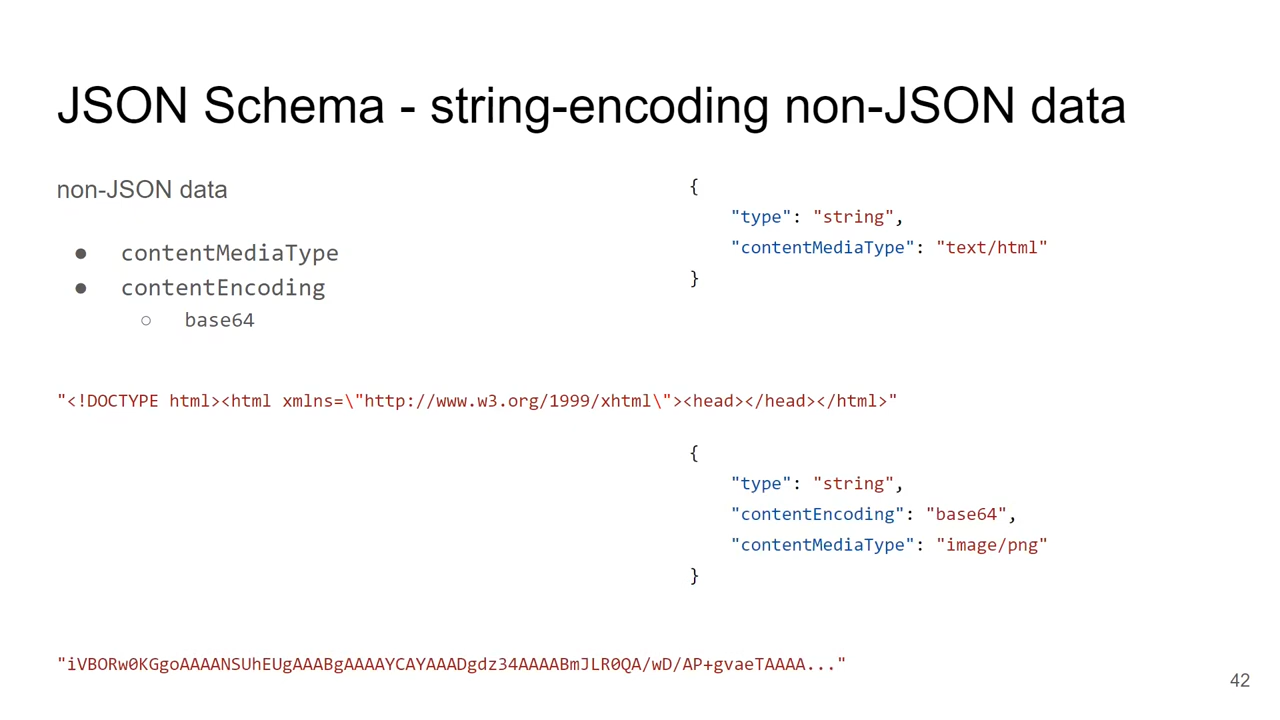 JSON Schema - string-encoding non-JSON data
non-JSON data
● contentMediaType
● contentEncoding
○ base64
{
"type": "string",
"contentMediaType": "text/html"
}
"<!DOCTYPE html><html xmlns=\"http://www.w3.org/1999/xhtml\"><head></head></html>"
{
"type": "string",
"contentEncoding": "base64",
"contentMediaType": "image/png"
}
"iVBORw0KGgoAAAANSUhEUgAAABgAAAAYCAYAAADgdz34AAAABmJLR0QA/wD/AP+gvaeTAAAA..."
42